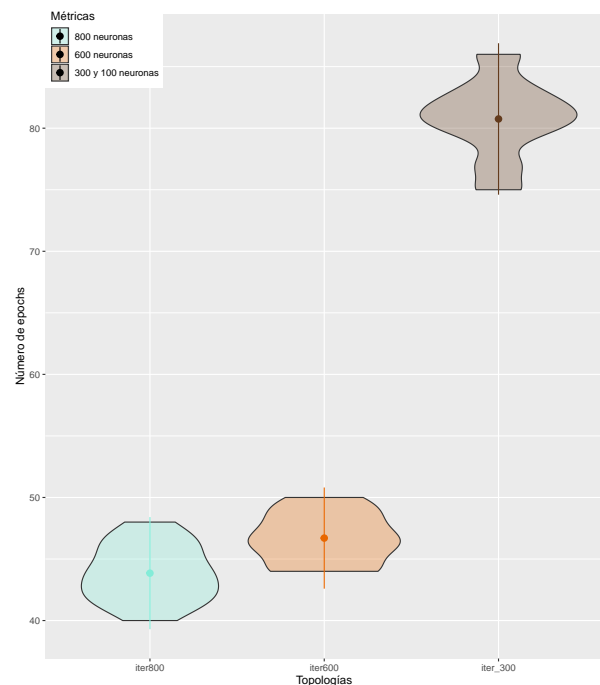 Métricas
800 neuronas
600 neuronas
300 y 100 neuronas
80
70
60
50
40
Número de epochs
iter800
iter600
iter_300
Topologías